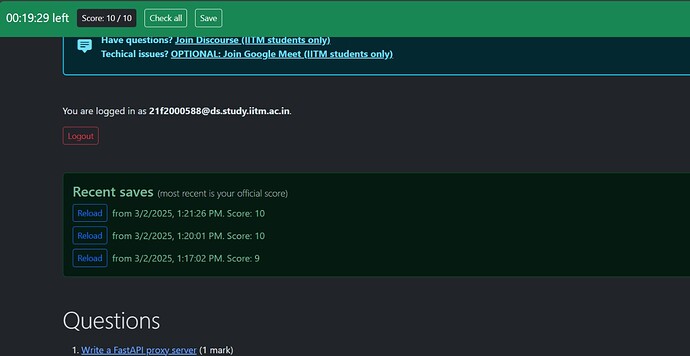 00:19:29 left Score: 10 / 10 Check all Save
Have questions? Join Discourse (IITM students only)
Techical issues? OPTIONAL: Join Google Meet (IITM students only)
You are logged in as 21f2000588@ds.study.iitm.ac.in.
Logout
Recent saves (most recent is your official score)
Reload from 3/2/2025, 1:21:26 PM. Score: 10
Reload from 3/2/2025, 1:20:01 PM. Score: 10
Reload from 3/2/2025, 1:17:02 PM. Score: 9
Questions
1. Write a FastAPI proxy server (1 mark)